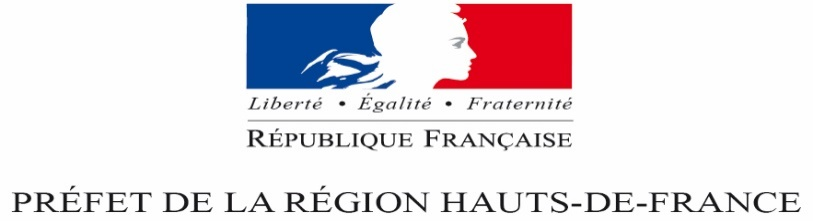 Liberté • Égalité • Fraternité
RÉPUBLIQUE FRANÇAISE
PRÉFET DE LA RÉGION HAUTS-DE-FRANCE